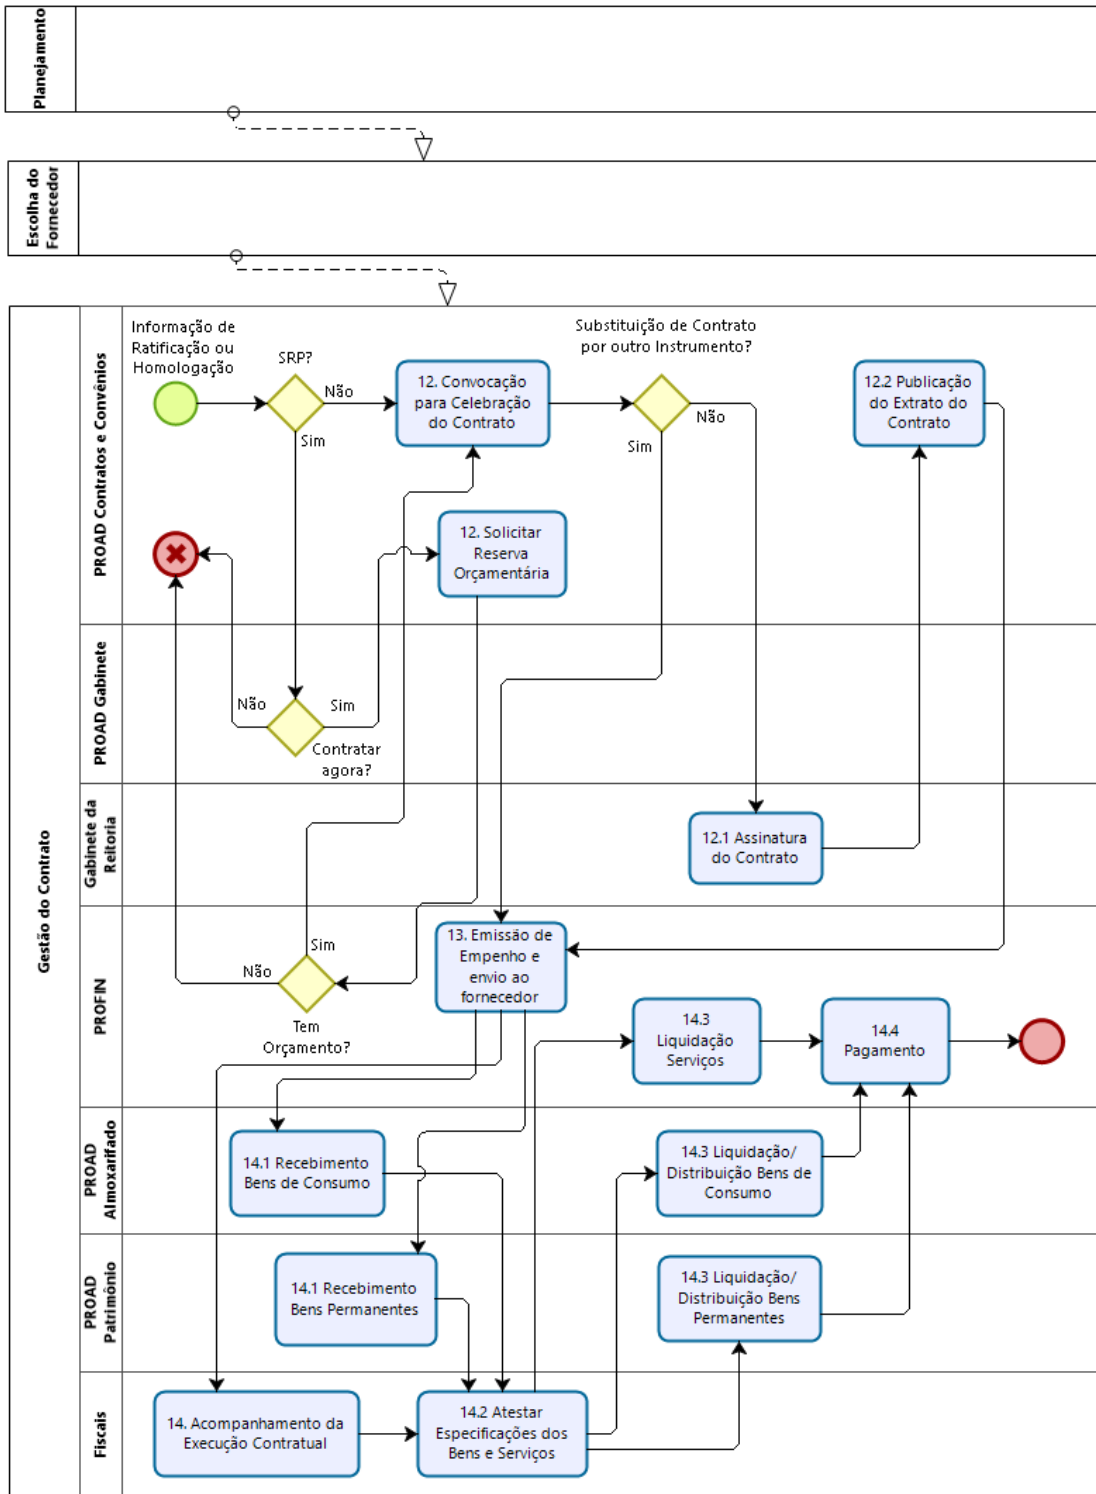 Planejamento
Escolha do
Fornecedor
Gestão do Contrato
PROAD Contratos e Convênios
Informação de
Ratificação ou
Homologação
SRP?
Não
Sim
12. Convocação
para Celebração
do Contrato
Substituição de Contrato
por outro Instrumento?
Não
Sim
12.2 Publicação
do Extrato do
Contrato
12. Solicitar
Reserva
Orçamentária
PROAD Gabinete
Não
Sim
Contratar
agora?
Gabinete da
Reitoria
12.1 Assinatura
do Contrato
PROFIN
Sim
Não
Tem
Orçamento?
13. Emissão de
Empenho e
envio ao
fornecedor
14.3
Liquidação
Serviços
14.4
Pagamento
PROAD
Almoxarifado
14.1 Recebimento
Bens de Consumo
14.3 Liquidação/
Distribuição Bens de
Consumo
PROAD
Patrimônio
14.1 Recebimento
Bens Permanentes
14.3 Liquidação/
Distribuição Bens
Permanentes
Fiscais
14. Acompanhamento da
Execução Contratual
14.2 Atestar
Especificações dos
Bens e Serviços